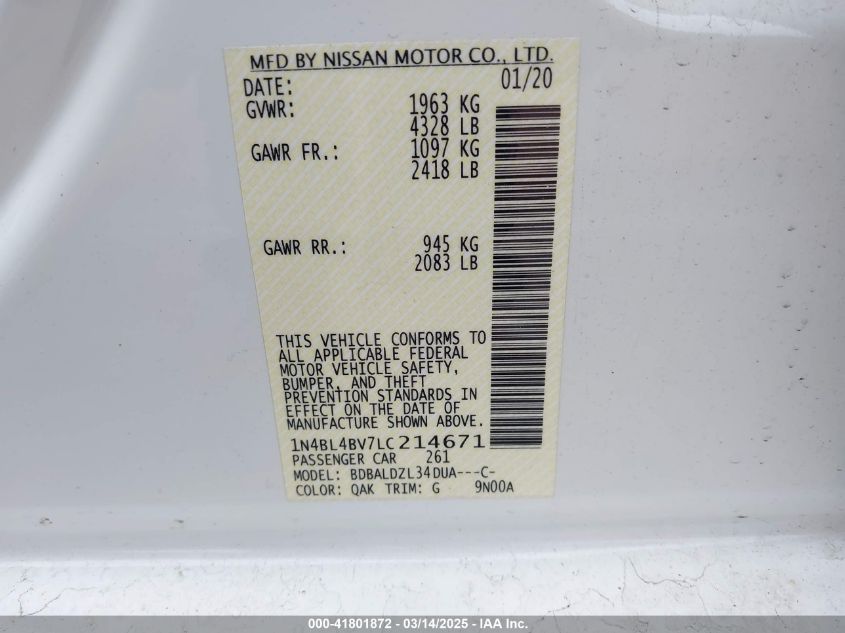 MFD BY NISSAN MOTOR CO., LTD.
DATE: 01/20
GVWR: 1963 KG
4328 LB
GAWR FR.: 1097 KG
2418 LB
GAWR RR.: 945 KG
2083 LB
THIS VEHICLE CONFORMS TO
ALL APPLICABLE FEDERAL
MOTOR VEHICLE SAFETY,
BUMPER, AND THEFT
PREVENTION STANDARDS IN
EFFECT ON THE DATE OF
MANUFACTURE SHOWN ABOVE.
1N4BL4BV7LC214671
PASSENGER CAR 261
MODEL: BDBALDZL34DUA---C-
COLOR: QAK TRIM: G 9N00A
000-41801872 — 03/14/2025 — IAA Inc.